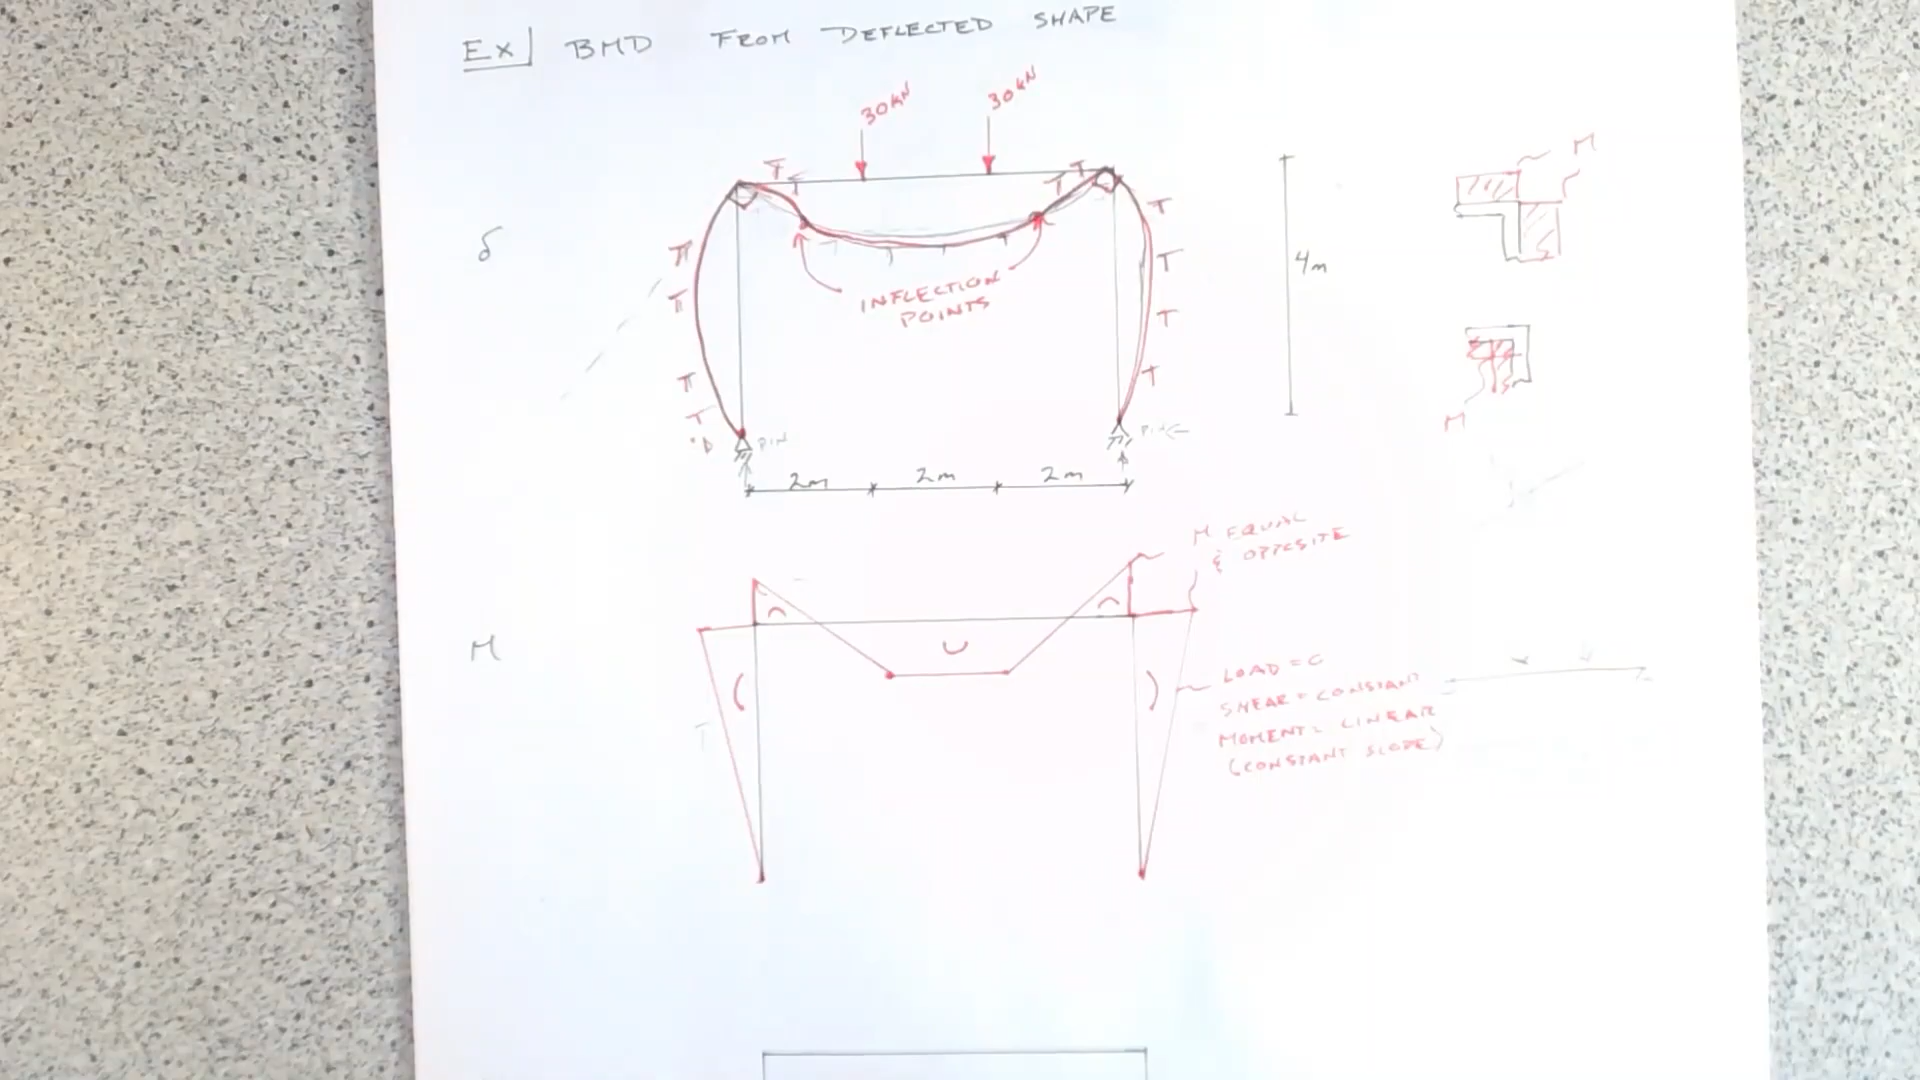 Ex| BMD FROM DEFLECTED SHAPE
30kN 30kN
M
T T T T
δ
T T T T
T T T T
INFLECTION
POINTS
4m
M
PIN
2m 2m 2m
M EQUAL
& OPPOSITE
M
LOAD = 0
SHEAR = CONSTANT
MOMENT = LINEAR
(CONSTANT SLOPE)